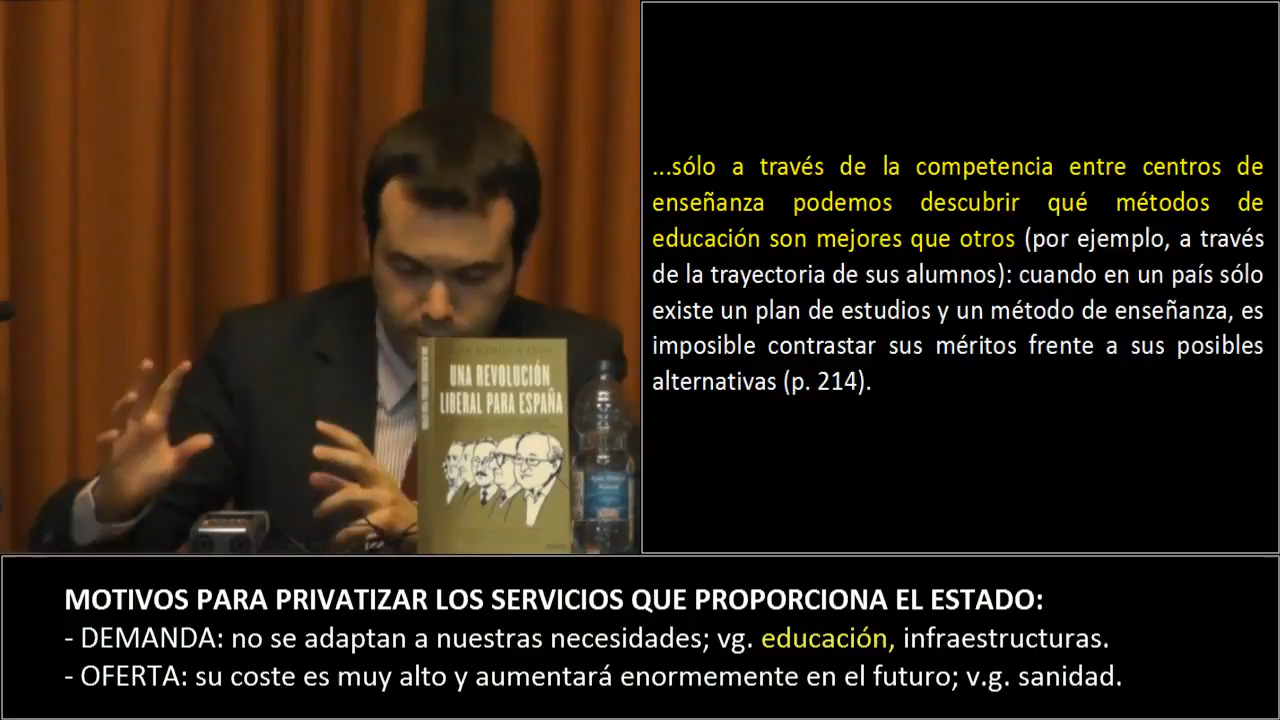 ...sólo a través de la competencia entre centros de
enseñanza podemos descubrir qué métodos de
educación son mejores que otros (por ejemplo, a través
de la trayectoria de sus alumnos): cuando en un país sólo
existe un plan de estudios y un método de enseñanza, es
imposible contrastar sus méritos frente a sus posibles
alternativas (p. 214).
UNA REVOLUCIÓN
LIBERAL PARA ESPAÑA
MOTIVOS PARA PRIVATIZAR LOS SERVICIOS QUE PROPORCIONA EL ESTADO:
- DEMANDA: no se adaptan a nuestras necesidades; vg. educación, infraestructuras.
- OFERTA: su coste es muy alto y aumentará enormemente en el futuro; v.g. sanidad.